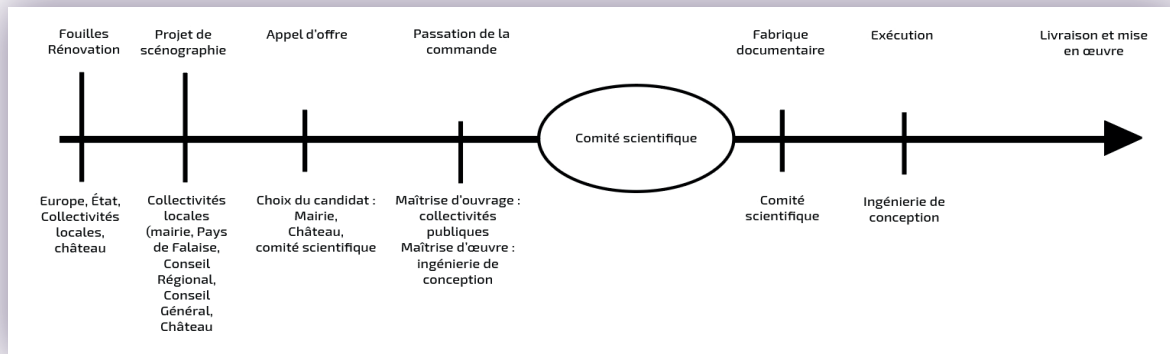 Fouilles
Rénovation
Projet de
scénographie
Appel d'offre
Passation de la
commande
Fabrique
documentaire
Exécution
Livraison et mise
en œuvre
Comité scientifique
Europe, État,
Collectivités
locales,
château
Collectivités
locales
(mairie, Pays
de Falaise,
Conseil
Régional,
Conseil
Général,
Château
Choix du candidat :
Mairie,
Château,
comité scientifique
Maîtrise d'ouvrage :
collectivités
publiques
Maîtrise d'œuvre :
ingénierie de
conception
Comité
scientifique
Ingénierie de
conception